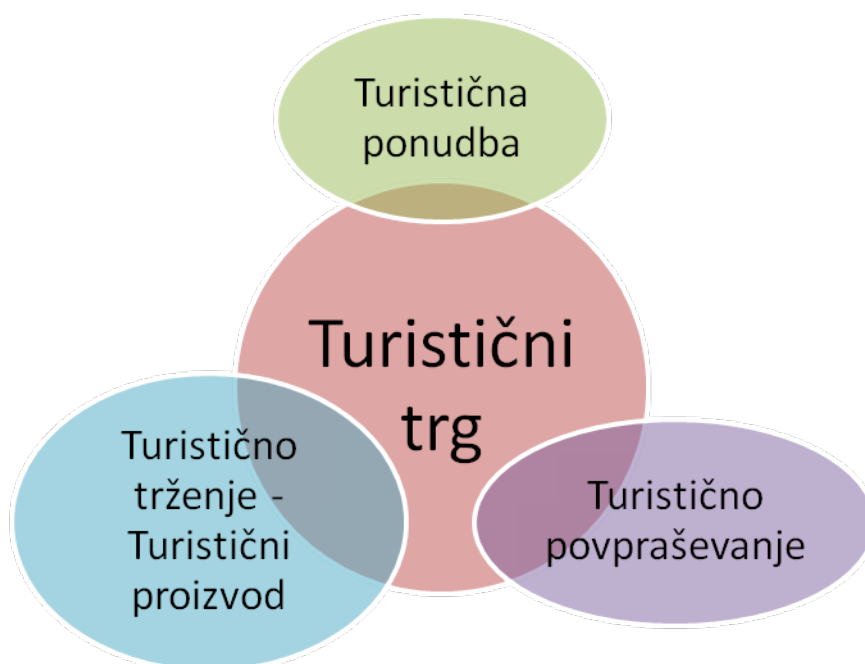 Turistična
ponudba
Turistični
trg
Turistično
trženje -
Turistični
proizvod
Turistično
povpraševanje